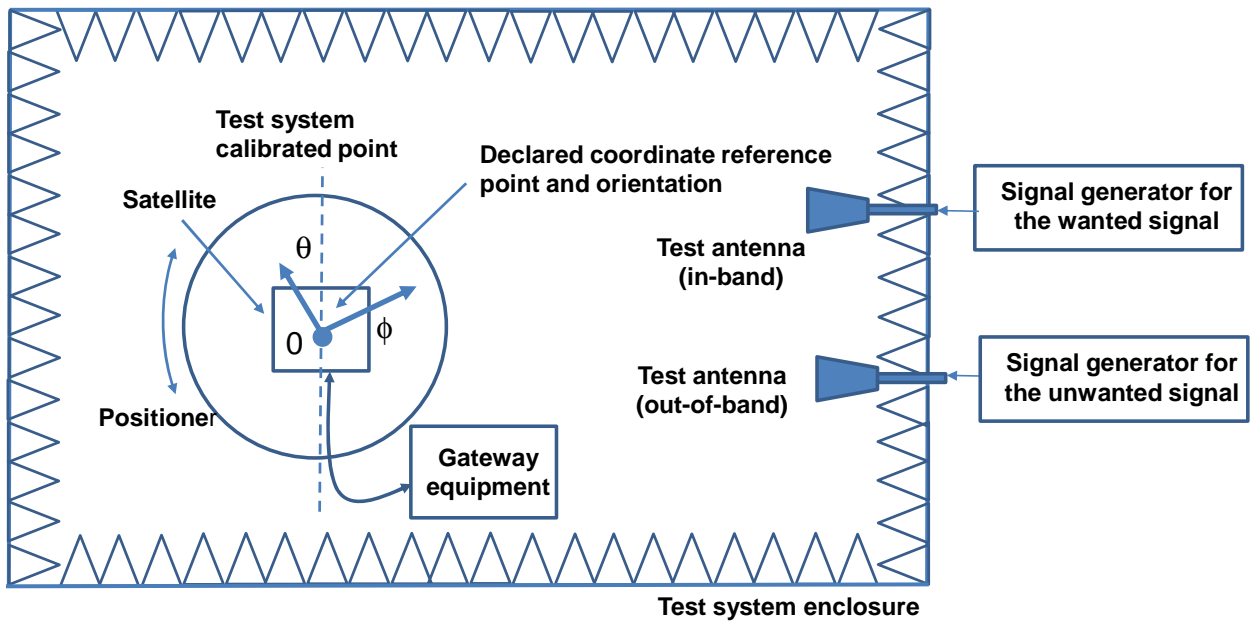 Test system
calibrated point
Declared coordinate reference
point and orientation
Satellite
θ
0
ϕ
Positioner
Gateway
equipment
Test antenna
(in-band)
Signal generator for
the wanted signal
Test antenna
(out-of-band)
Signal generator for
the unwanted signal
Test system enclosure